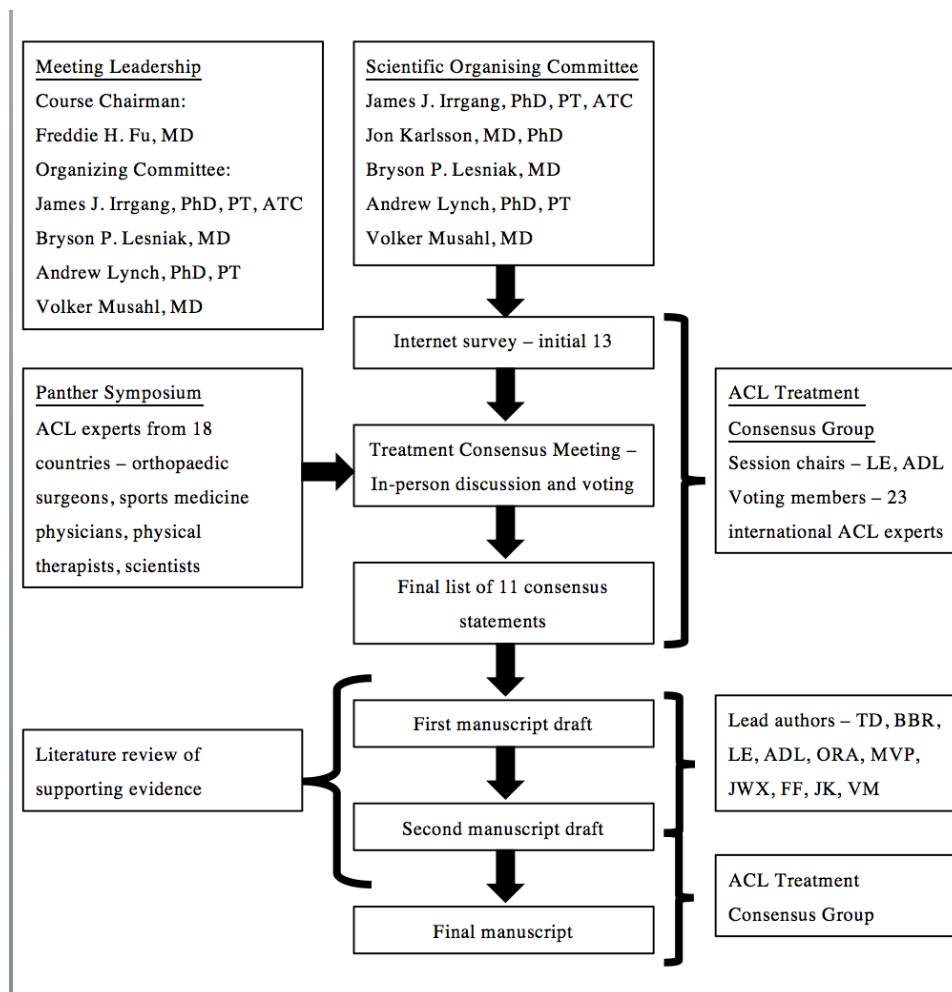 Meeting Leadership
Course Chairman:
Freddie H. Fu, MD
Organizing Committee:
James J. Irrgang, PhD, PT, ATC
Bryson P. Lesniak, MD
Andrew Lynch, PhD, PT
Volker Musahl, MD
Scientific Organising Committee
James J. Irrgang, PhD, PT, ATC
Jon Karlsson, MD, PhD
Bryson P. Lesniak, MD
Andrew Lynch, PhD, PT
Volker Musahl, MD
Internet survey – initial 13
Panther Symposium
ACL experts from 18
countries – orthopaedic
surgeons, sports medicine
physicians, physical
therapists, scientists
Treatment Consensus Meeting –
In-person discussion and voting
ACL Treatment
Consensus Group
Session chairs – LE, ADL
Voting members – 23
international ACL experts
Final list of 11 consensus
statements
First manuscript draft
Literature review of
supporting evidence
Lead authors – TD, BBR,
LE, ADL, ORA, MVP,
JWX, FF, JK, VM
Second manuscript draft
ACL Treatment
Consensus Group
Final manuscript